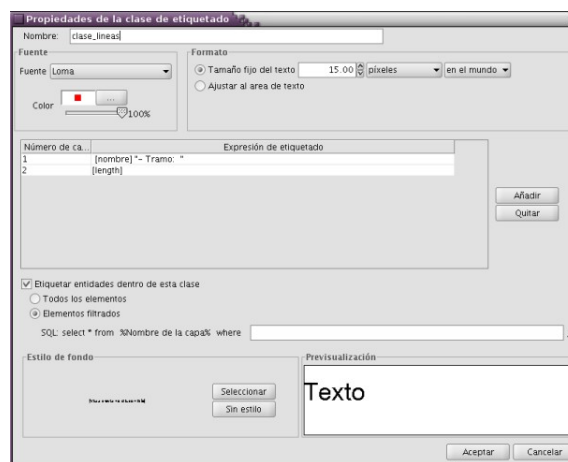 Propiedades de la clase de etiquetado
Nombre: clase_lineas
Fuente
Fuente Loma
Color ... 100%
Formato
Tamaño fijo del texto 15.00 píxeles en el mundo
Ajustar al area de texto
Número de ca... Expresión de etiquetado
1 [nombre] "- Tramo: "
2 [length]
Añadir
Quitar
Etiquetar entidades dentro de esta clase
Todos los elementos
Elementos filtrados
SQL: select * from %Nombre de la capa% where
Estilo de fondo
Seleccionar
Sin estilo
Previsualización
Texto
Aceptar Cancelar